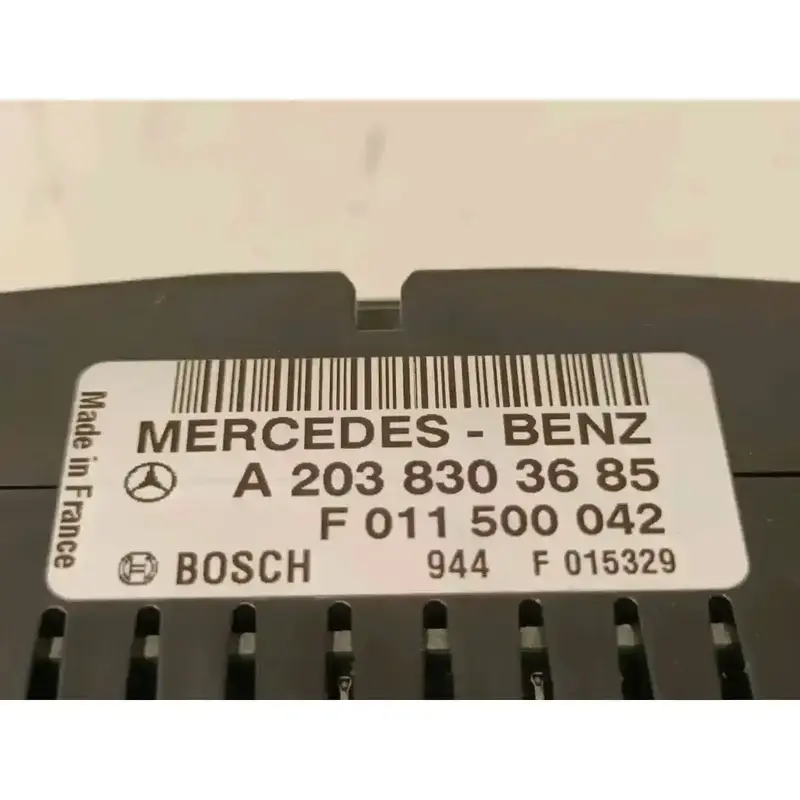 MERCEDES - BENZ
A 203 830 36 85
F 011 500 042
BOSCH 944 F 015329
Made in France